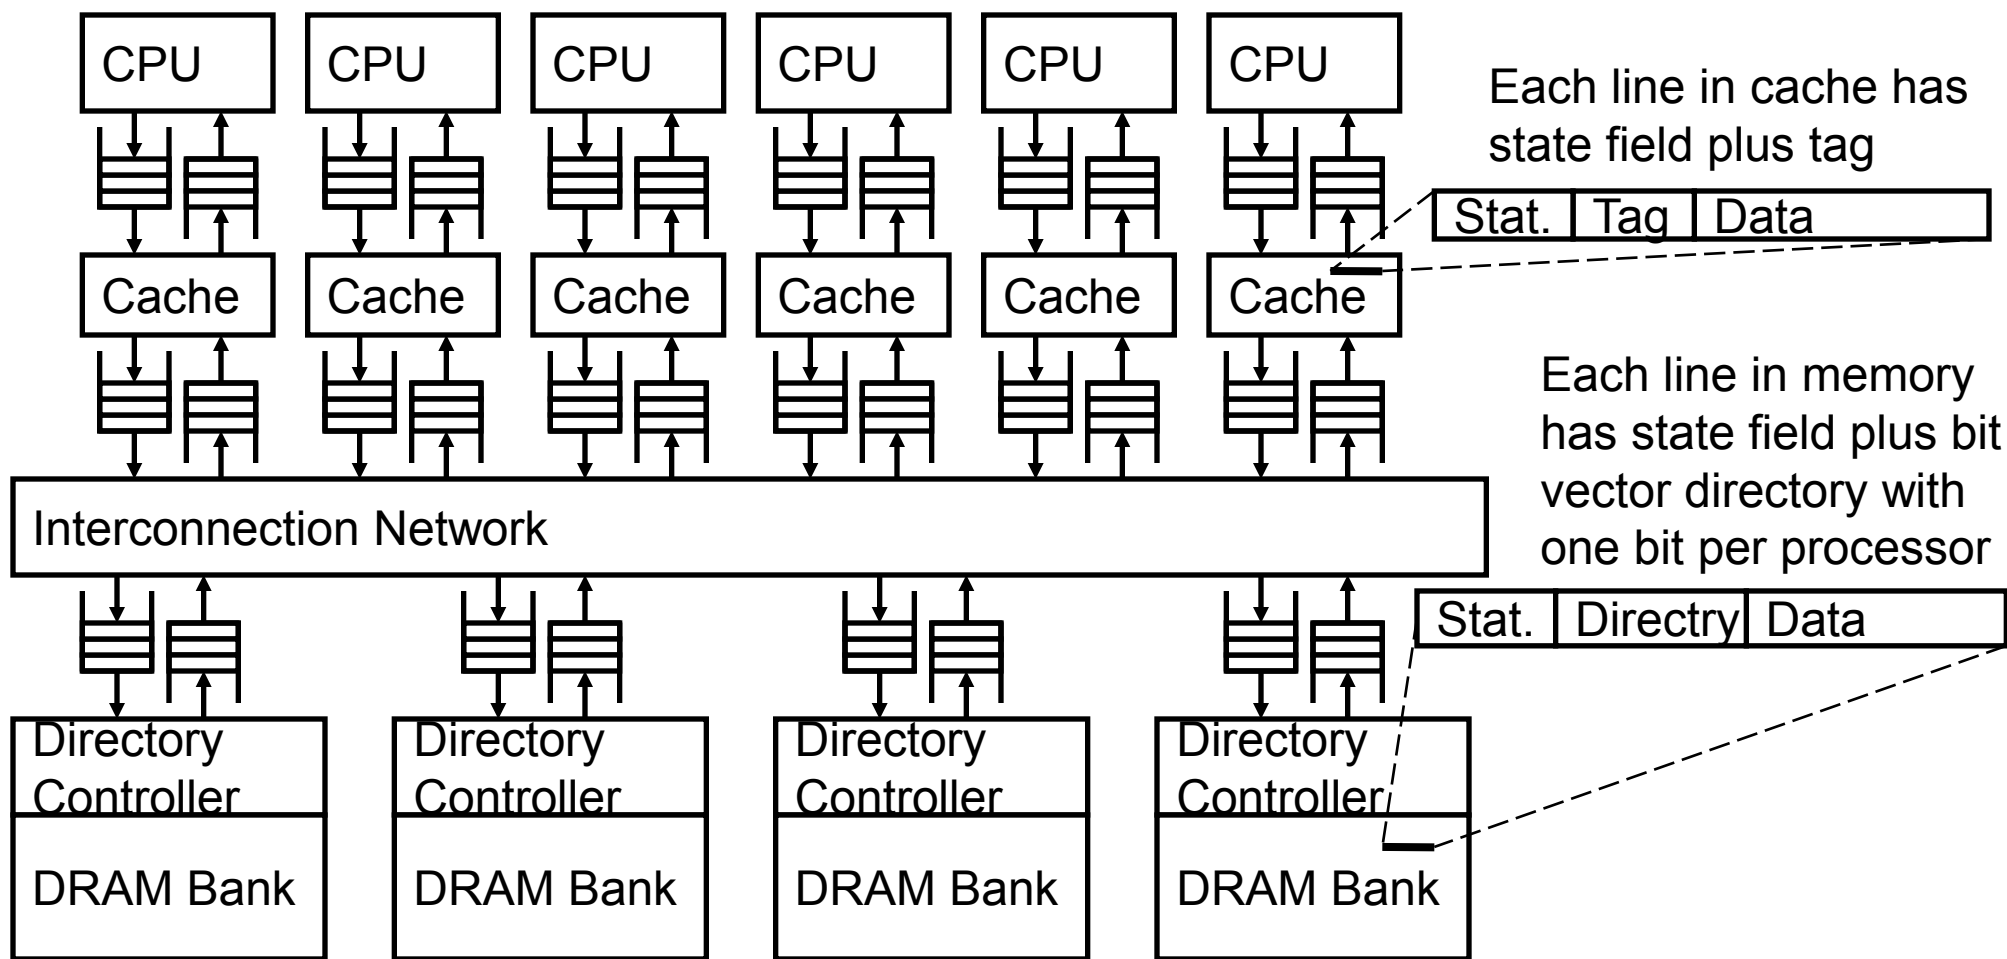 CPU CPU CPU CPU CPU CPU
Each line in cache has
state field plus tag
Stat. Tag Data
Cache Cache Cache Cache Cache Cache
Each line in memory
has state field plus bit
vector directory with
one bit per processor
Interconnection Network
Stat. Directry Data
Directory
Controller
DRAM Bank
Directory
Controller
DRAM Bank
Directory
Controller
DRAM Bank
Directory
Controller
DRAM Bank